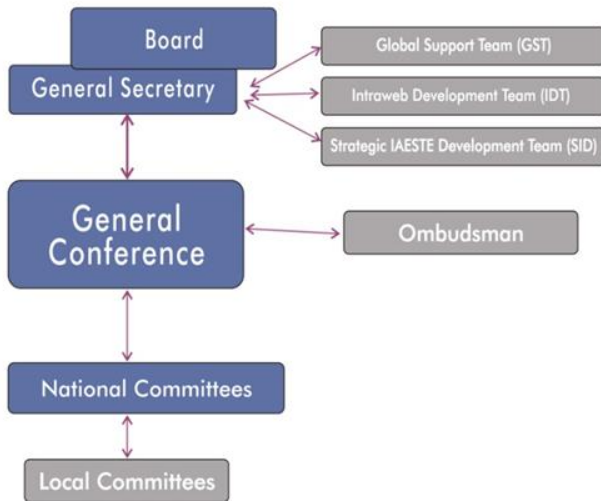 Board
General Secretary
Global Support Team (GST)
Intraweb Development Team (IDT)
Strategic IAESTE Development Team (SID)
General
Conference
Ombudsman
National Committees
Local Committees